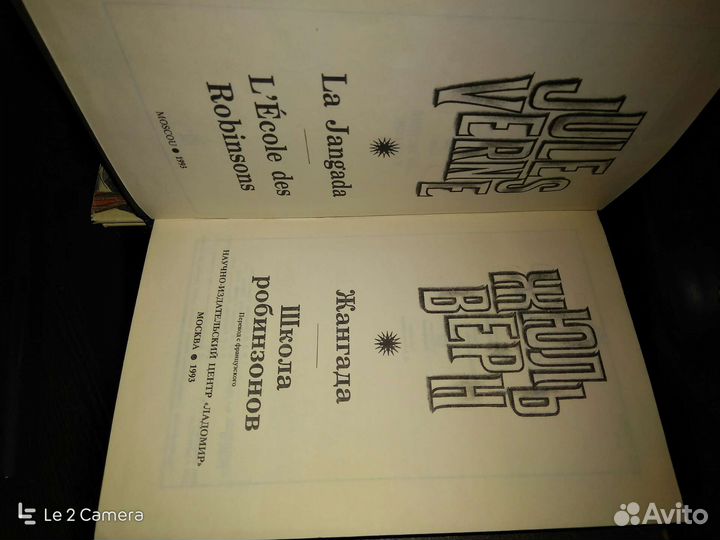 JULES
VERNE
La Jangada
L'École des
Robinsons
MOSCOU ● 1993
ЖЮЛЬ
ВЕРН
Жангада
Школа
робинзонов
Перевод с французского
НАУЧНО-ИЗДАТЕЛЬСКИЙ ЦЕНТР «ЛАДОМИР»
МОСКВА ● 1993
Le 2 Camera
Avito